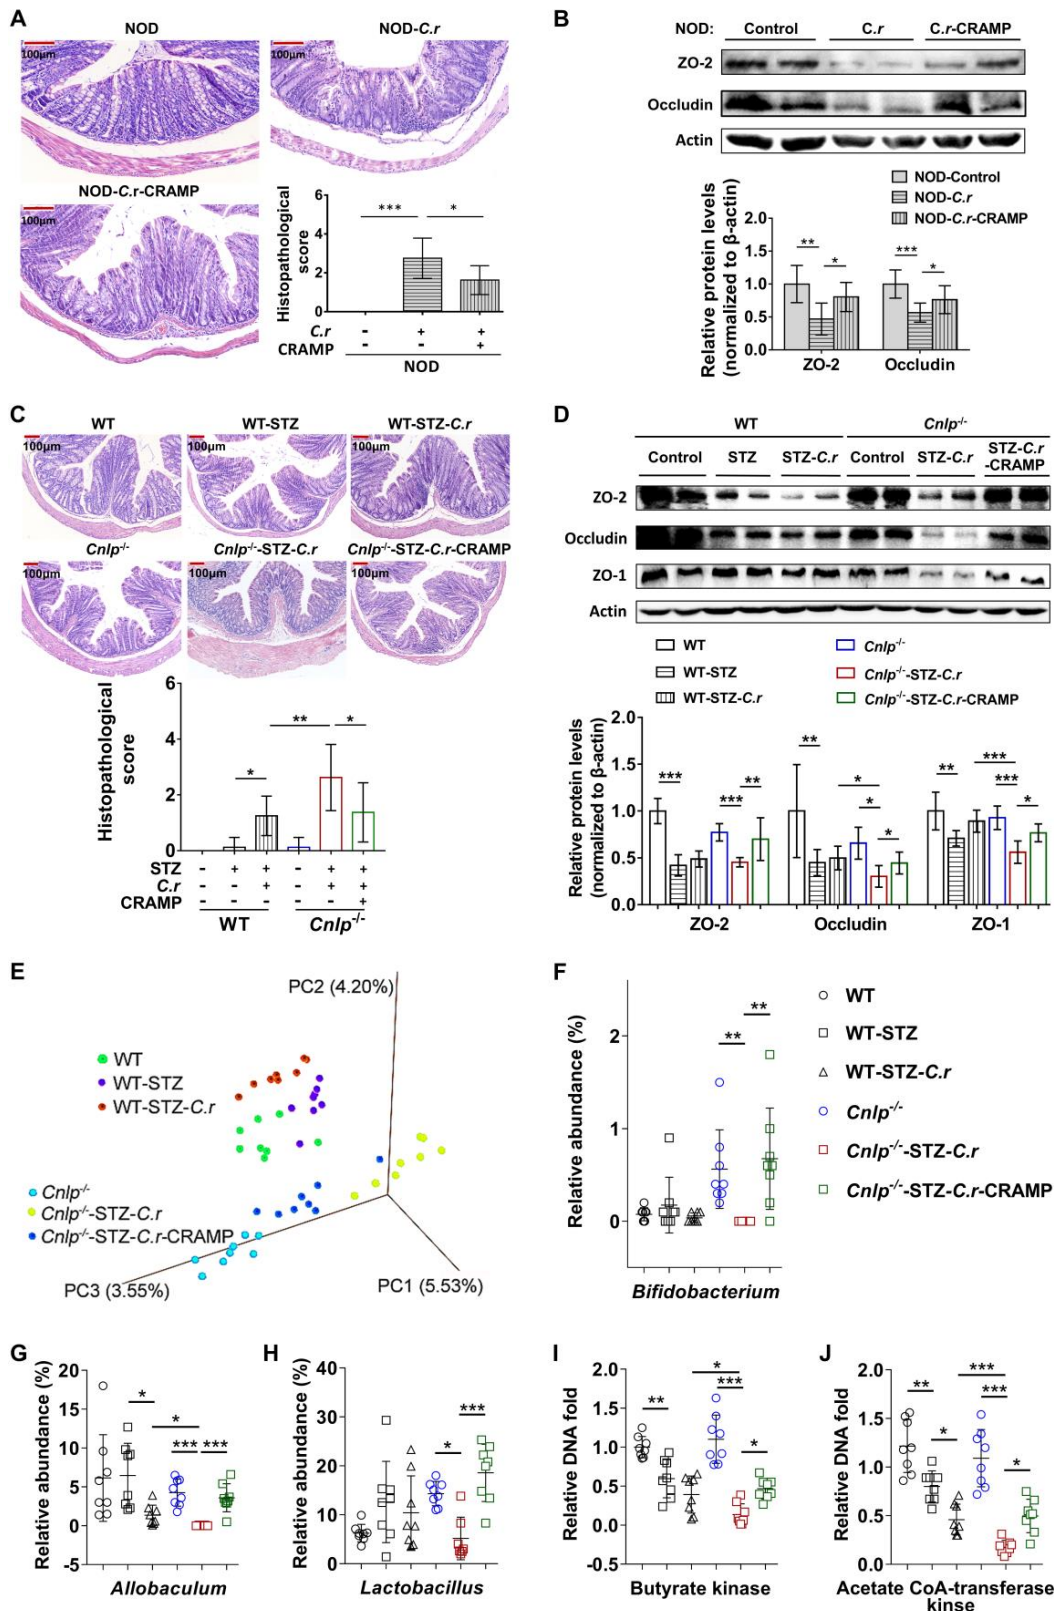 A
NOD
NOD-C.r
100μm
100μm
NOD-C.r-CRAMP
100μm
Histopathological
score
6
4
2
0
***
*
C.r
- + +
CRAMP
- - +
NOD
B
NOD: Control C.r C.r-CRAMP
ZO-2
Occludin
Actin
NOD-Control
NOD-C.r
NOD-C.r-CRAMP
Relative protein levels
(normalized to β-actin)
2.0
1.5
1.0
0.5
0.0
** * *** *
ZO-2 Occludin
C
WT WT-STZ WT-STZ-C.r
100μm 100μm 100μm
Cnlp-/- Cnlp-/--STZ-C.r Cnlp-/--STZ-C.r-CRAMP
100μm 100μm 100μm
Histopathological
score
6
4
2
0
* ** *
STZ - + + - + +
C.r - - + - + +
CRAMP - - - - - +
WT Cnlp-/-
D
WT Cnlp-/-
Control STZ STZ-C.r Control STZ-C.r STZ-C.r
-CRAMP
ZO-2
Occludin
ZO-1
Actin
WT Cnlp-/-
WT-STZ Cnlp-/--STZ-C.r
WT-STZ-C.r Cnlp-/--STZ-C.r-CRAMP
Relative protein levels
(normalized to β-actin)
2.0
1.5
1.0
0.5
0.0
*** *** ** ** * * * ** *** *** *
ZO-2 Occludin ZO-1
E
PC2 (4.20%)
WT
WT-STZ
WT-STZ-C.r
Cnlp-/-
Cnlp-/--STZ-C.r
Cnlp-/--STZ-C.r-CRAMP
PC3 (3.55%)
PC1 (5.53%)
F
Relative abundance (%)
2
1
0
** **
Bifidobacterium
WT
WT-STZ
WT-STZ-C.r
Cnlp-/-
Cnlp-/--STZ-C.r
Cnlp-/--STZ-C.r-CRAMP
G
Relative abundance (%)
20
15
10
5
0
-5
* * *** ***
Allobaculum
H
Relative abundance (%)
40
30
20
10
0
* ***
Lactobacillus
I
Relative DNA fold
2.0
1.5
1.0
0.5
0.0
-0.5
** * *** *
Butyrate kinase
J
Relative DNA fold
2.0
1.5
1.0
0.5
0.0
** * *** *** *
Acetate CoA-transferase
kinse